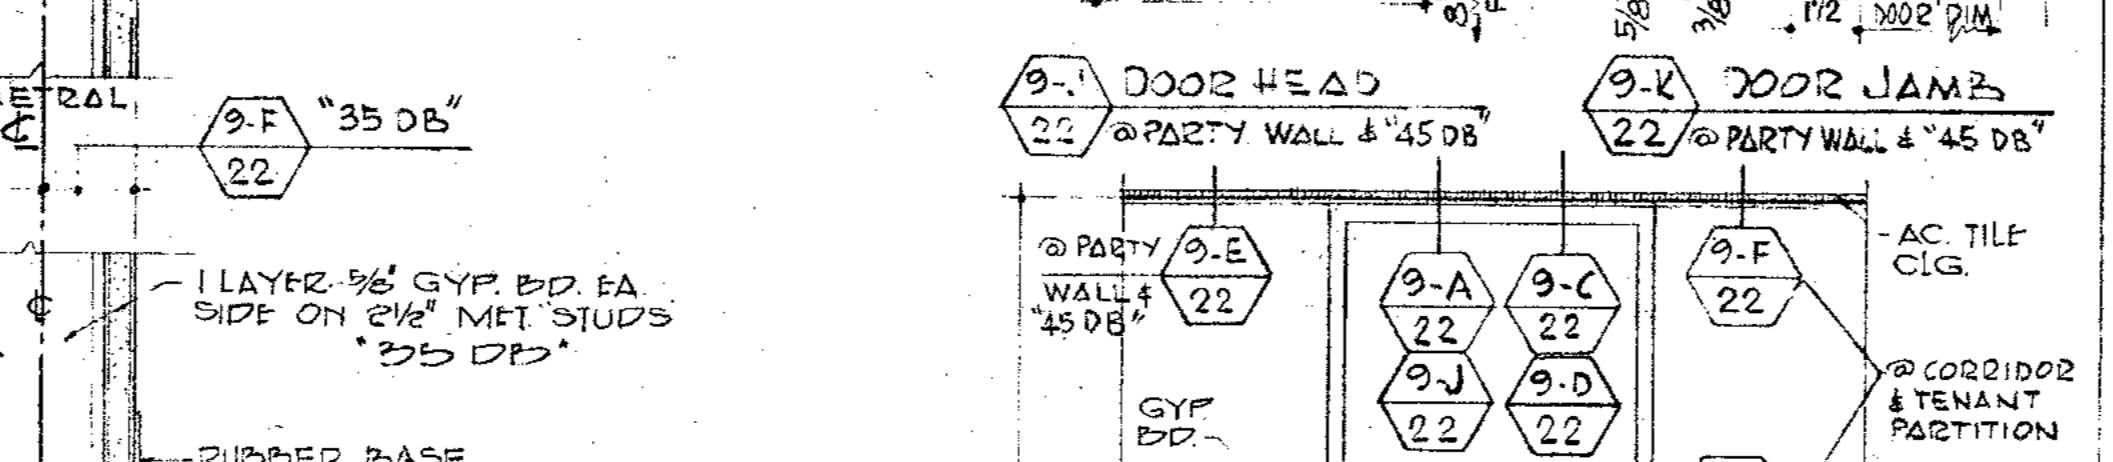 5/8
3/8
1 1/2
DOOR DIM
ETRAL
℄
9-F
22
"35 DB"
℄
1 LAYER 5/8" GYP. BD. EA.
SIDE ON 2 1/2" MET. STUDS
"35 DB"
RUBBER BASE
DOOR HEAD
22
@ PARTY WALL & "45 DB"
9-K
DOOR JAMB
22
@ PARTY WALL & "45 DB"
@ PARTY
WALL &
"45 DB"
9-E
22
9-A
22
9-C
22
9-J
22
9-D
22
9-F
22
AC. TILE
CLG.
@ CORRIDOR
& TENANT
PARTITION
GYP.
BD.